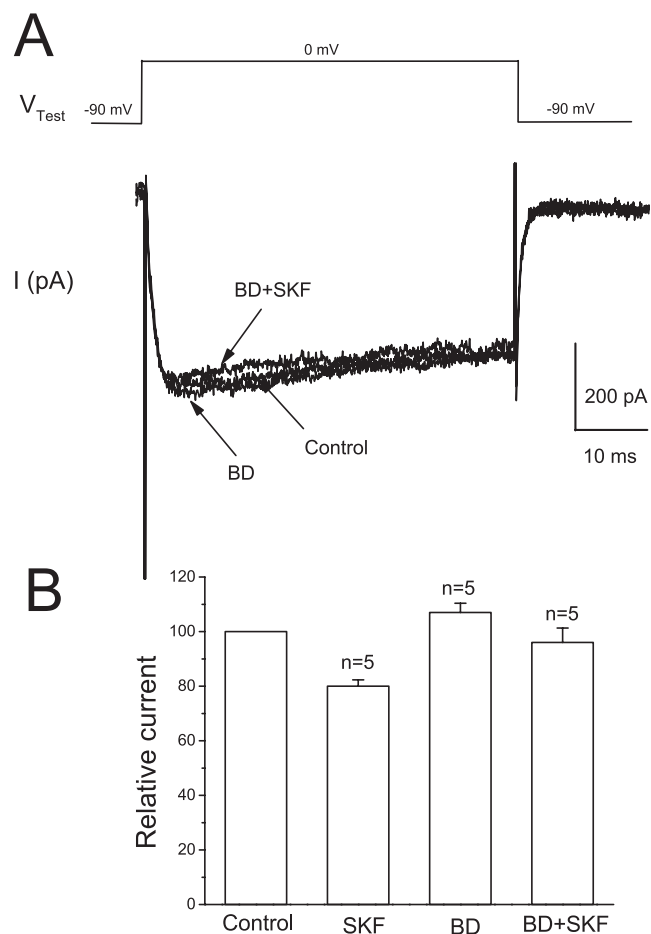 A
0 mV
V_Test
-90 mV
-90 mV
I (pA)
BD+SKF
200 pA
Control
10 ms
BD
B
120
100
80
60
40
20
0
Relative current
n=5
n=5
n=5
Control
SKF
BD
BD+SKF